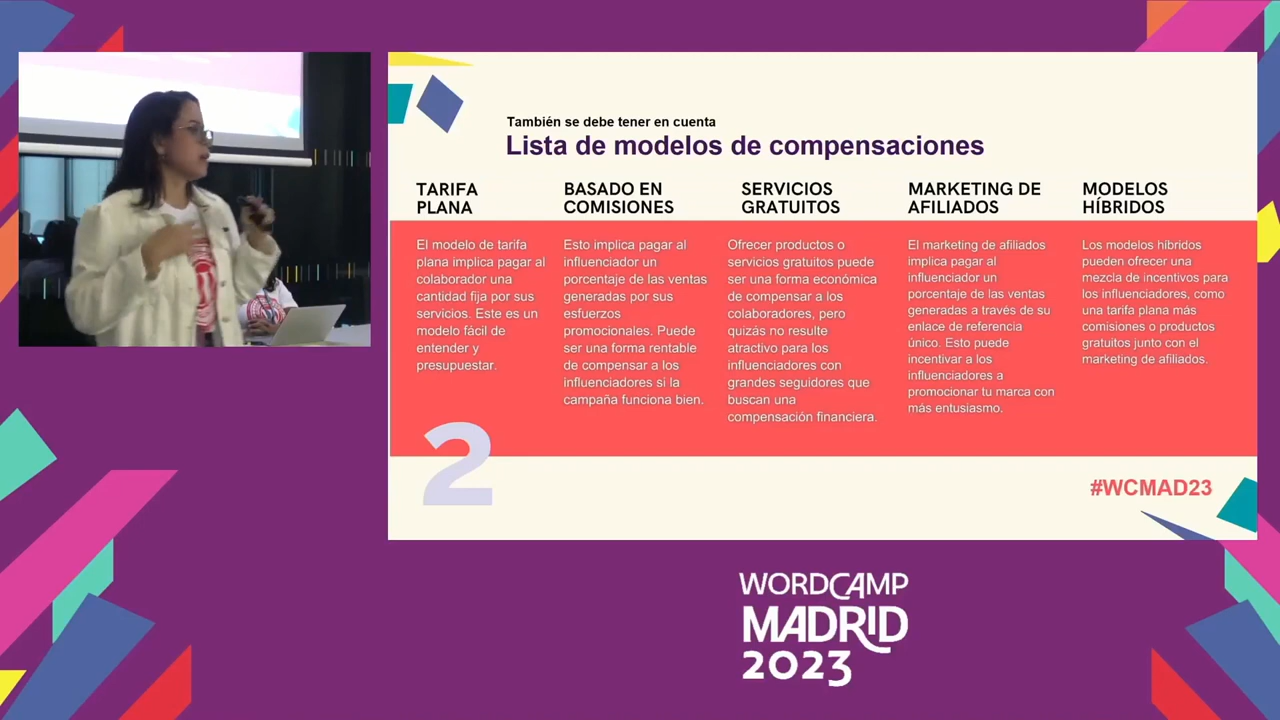 También se debe tener en cuenta
Lista de modelos de compensaciones
TARIFA
PLANA
El modelo de tarifa
plana implica pagar al
colaborador una
cantidad fija por sus
servicios. Este es un
modelo fácil de
entender y
presupuestar.
BASADO EN
COMISIONES
Esto implica pagar al
influenciador un
porcentaje de las ventas
generadas por sus
esfuerzos
promocionales. Puede
ser una forma rentable
de compensar a los
influenciadores si la
campaña funciona bien.
SERVICIOS
GRATUITOS
Ofrecer productos o
servicios gratuitos puede
ser una forma económica
de compensar a los
colaboradores, pero
quizás no resulte
atractivo para los
influenciadores con
grandes seguidores que
buscan una
compensación financiera.
MARKETING DE
AFILIADOS
El marketing de afiliados
implica pagar al
influenciador un
porcentaje de las ventas
generadas a través de su
enlace de referencia
único. Esto puede
incentivar a los
influenciadores a
promocionar tu marca con
más entusiasmo.
MODELOS
HÍBRIDOS
Los modelos híbridos
pueden ofrecer una
mezcla de incentivos para
los influenciadores, como
una tarifa plana más
comisiones o productos
gratuitos junto con el
marketing de afiliados.
2
#WCMAD23
WORDCAMP
MADRID
2023